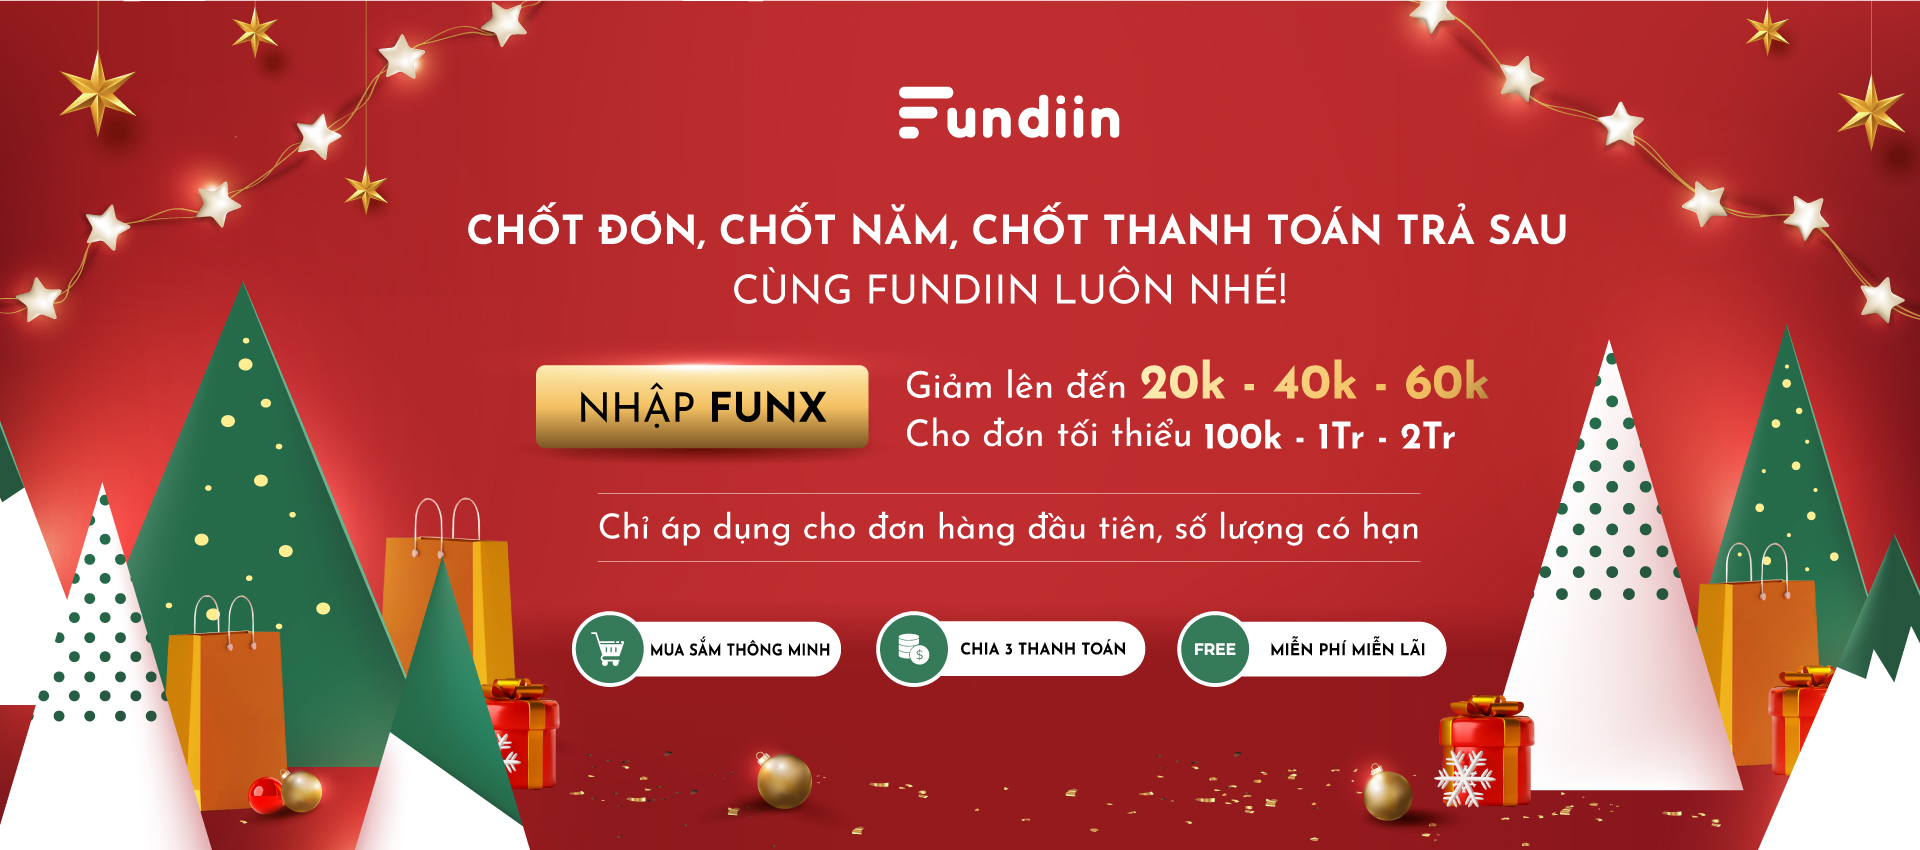 Fundiin
CHỐT ĐƠN, CHỐT NĂM, CHỐT THANH TOÁN TRẢ SAU
CÙNG FUNDIIN LUÔN NHÉ!
NHẬP FUNX
Giảm lên đến 20k - 40k - 60k
Cho đơn tối thiểu 100k - 1Tr - 2Tr
Chỉ áp dụng cho đơn hàng đầu tiên, số lượng có hạn
MUA SẮM THÔNG MINH
$ CHIA 3 THANH TOÁN
FREE MIỄN PHÍ MIỄN LÃI